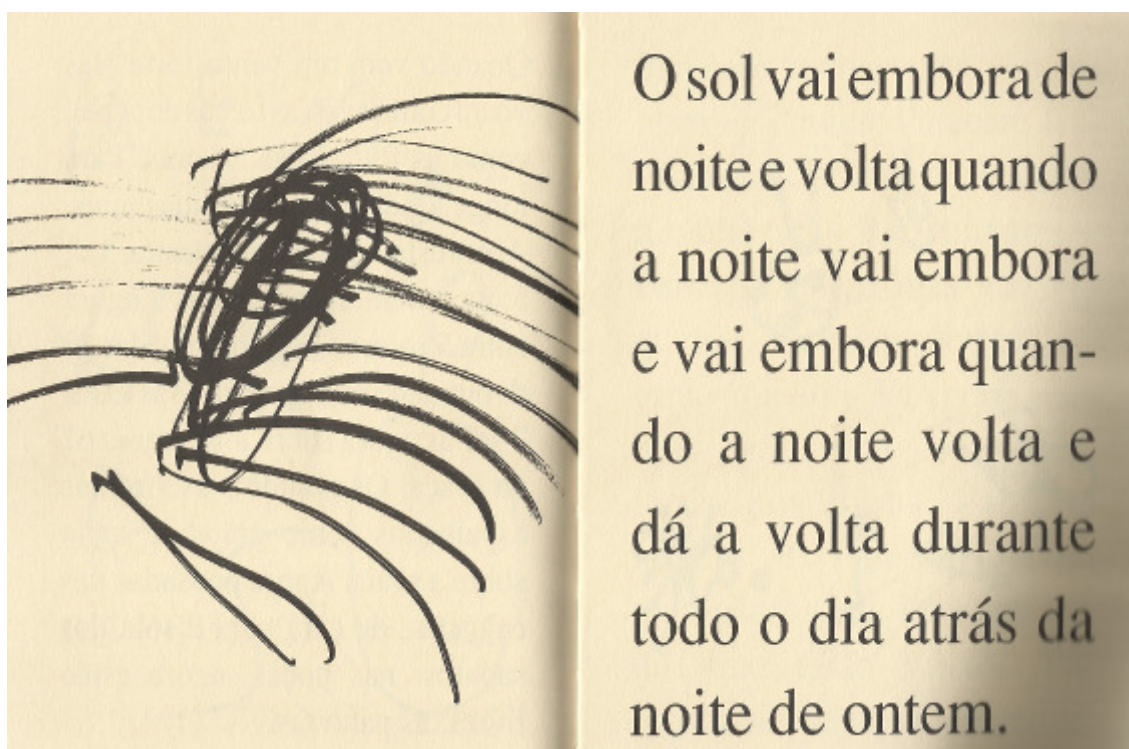 O sol vai embora de
noite e volta quando
a noite vai embora
e vai embora quan-
do a noite volta e
dá a volta durante
todo o dia atrás da
noite de ontem.